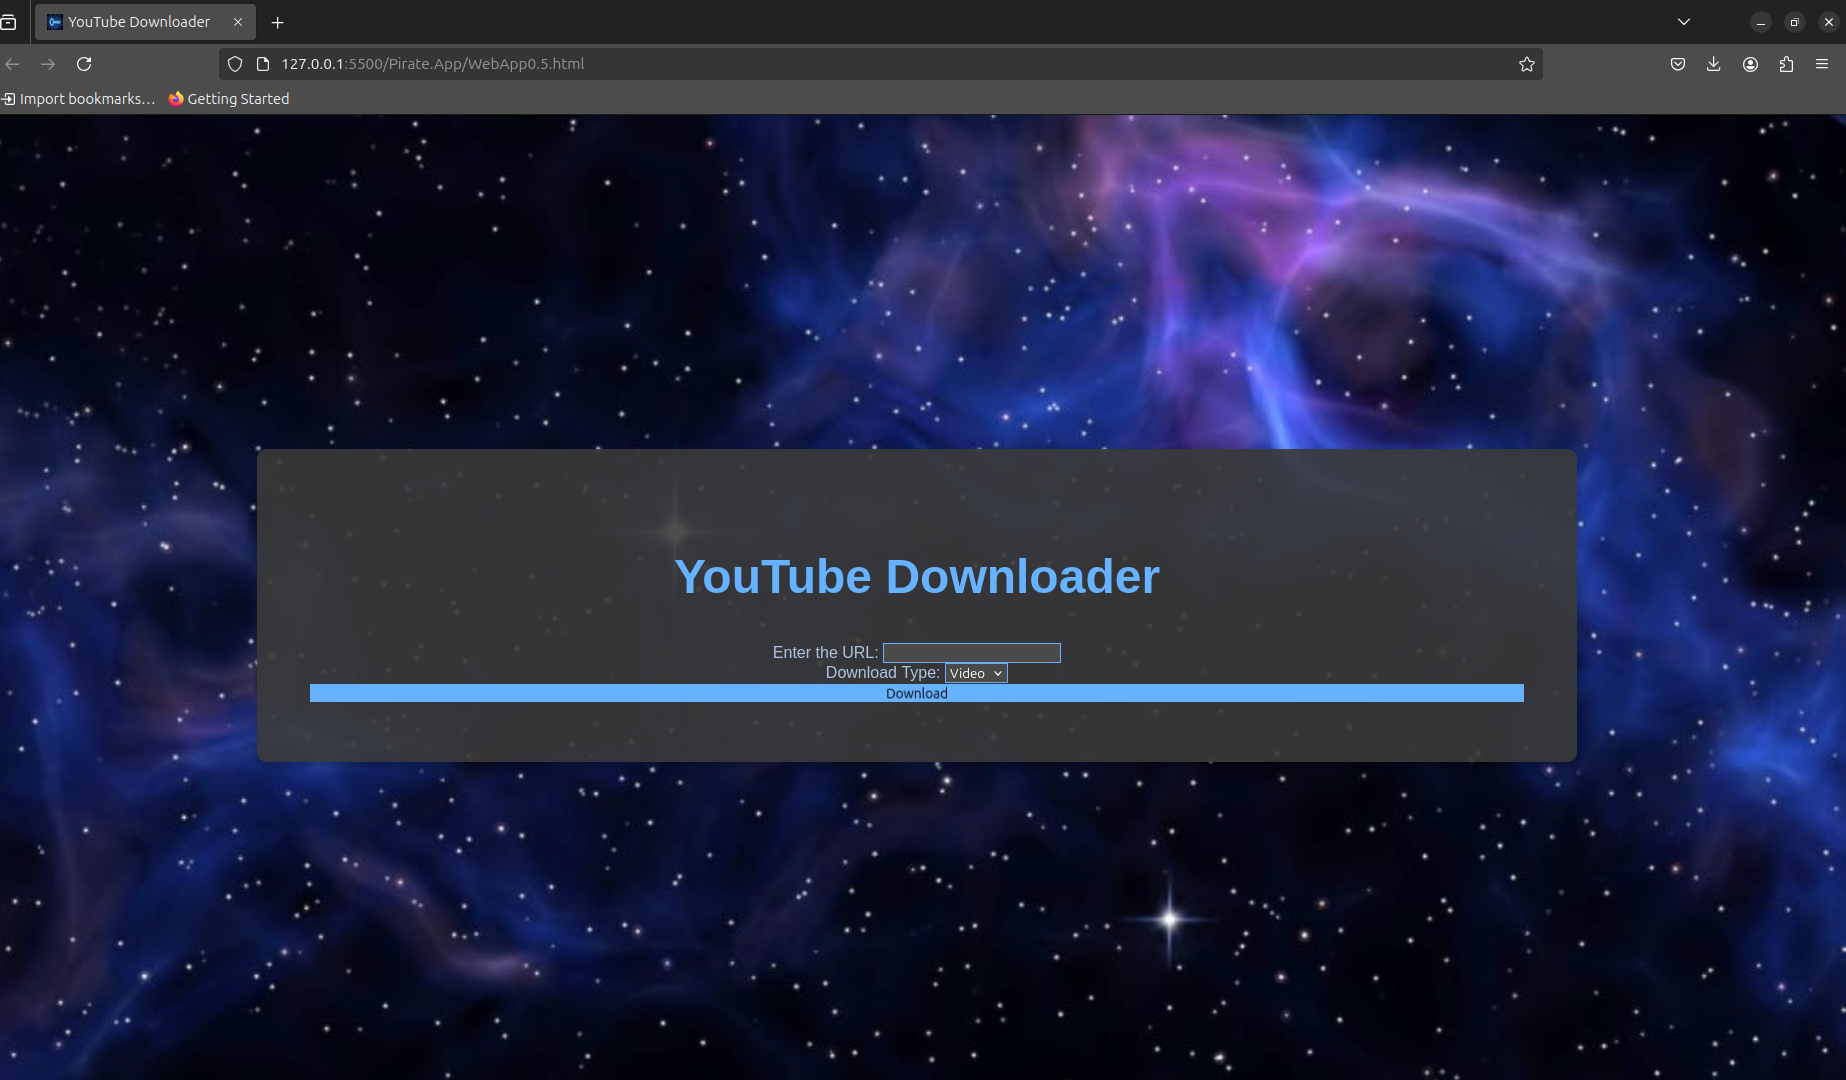 YouTube Downloader
127.0.0.1:5500/Pirate.App/WebApp0.5.html
Import bookmarks...
Getting Started
YouTube Downloader
Enter the URL:
Download Type: Video
Download